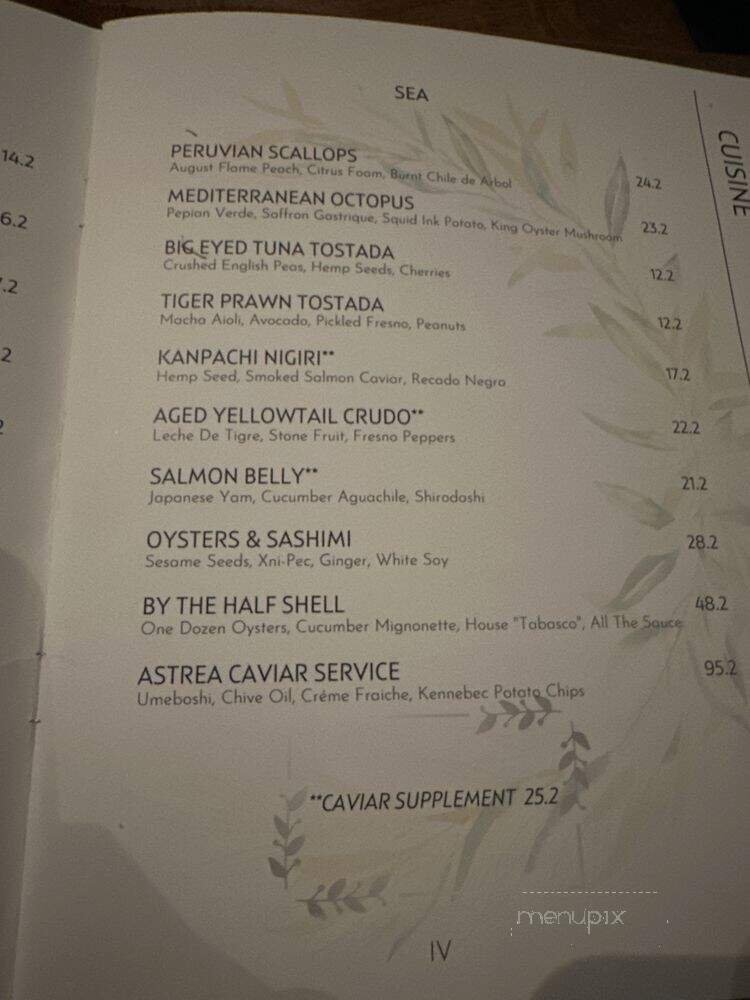 SEA
PERUVIAN SCALLOPS
August Flame Peach, Citrus Foam, Burnt Chile de Arbol
24.2
MEDITERRANEAN OCTOPUS
Pepian Verde, Saffron Gastrique, Squid Ink Potato, King Oyster Mushroom
23.2
BIG EYED TUNA TOSTADA
Crushed English Peas, Hemp Seeds, Cherries
12.2
TIGER PRAWN TOSTADA
Macha Aioli, Avocado, Pickled Fresno, Peanuts
12.2
KANPACHI NIGIRI**
Hemp Seed, Smoked Salmon Caviar, Recado Negro
17.2
AGED YELLOWTAIL CRUDO**
Leche De Tigre, Stone Fruit, Fresno Peppers
22.2
SALMON BELLY**
Japanese Yam, Cucumber Aguachile, Shirodashi
21.2
OYSTERS & SASHIMI
Sesame Seeds, Xni-Pec, Ginger, White Soy
28.2
BY THE HALF SHELL
One Dozen Oysters, Cucumber Mignonette, House "Tabasco", All The Sauce
48.2
ASTREA CAVIAR SERVICE
Umeboshi, Chive Oil, Créme Fraiche, Kennebec Potato Chips
95.2
**CAVIAR SUPPLEMENT 25.2
IV
CUISINE
14.2
6.2
.2
2
menupix